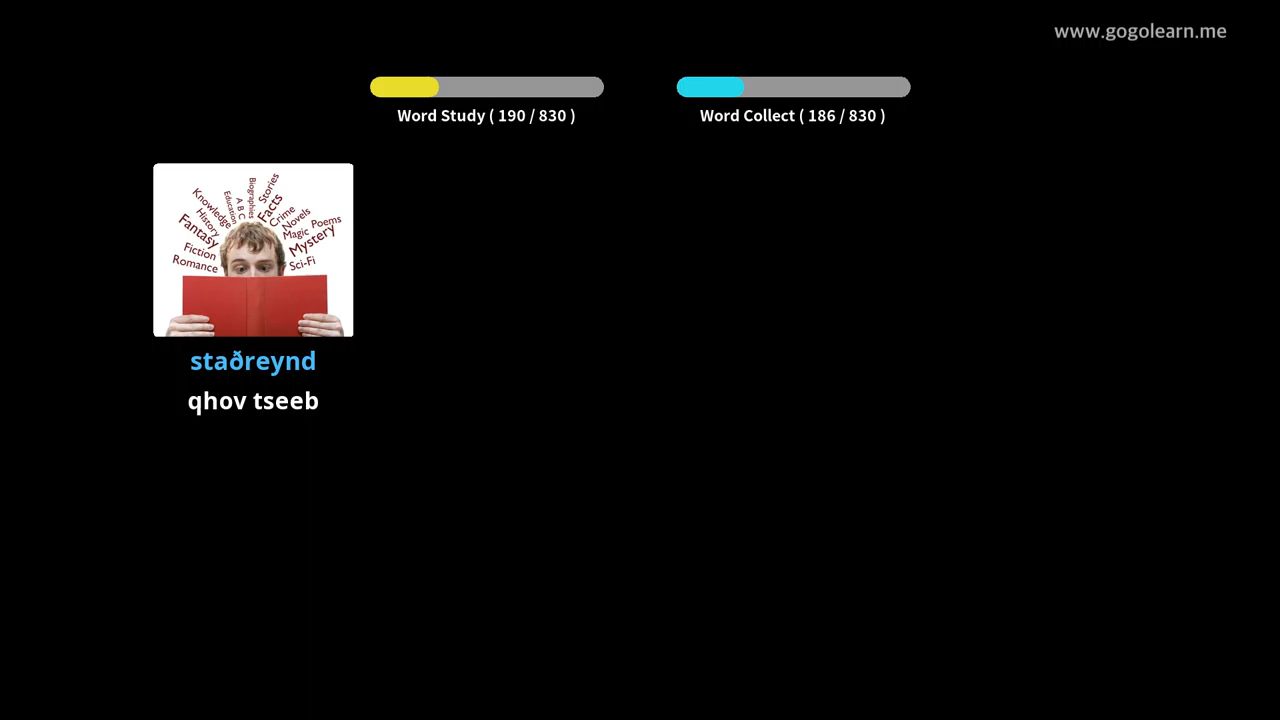 www.gogolearn.me
Word Study ( 190 / 830 )
Word Collect ( 186 / 830 )
Knowledge
History
Fantasy
Fiction
Romance
Education
A B C
Biographies
Stories
Facts
Crime
Novels
Magic
Poems
Mystery
Sci-Fi
staðreynd
qhov tseeb